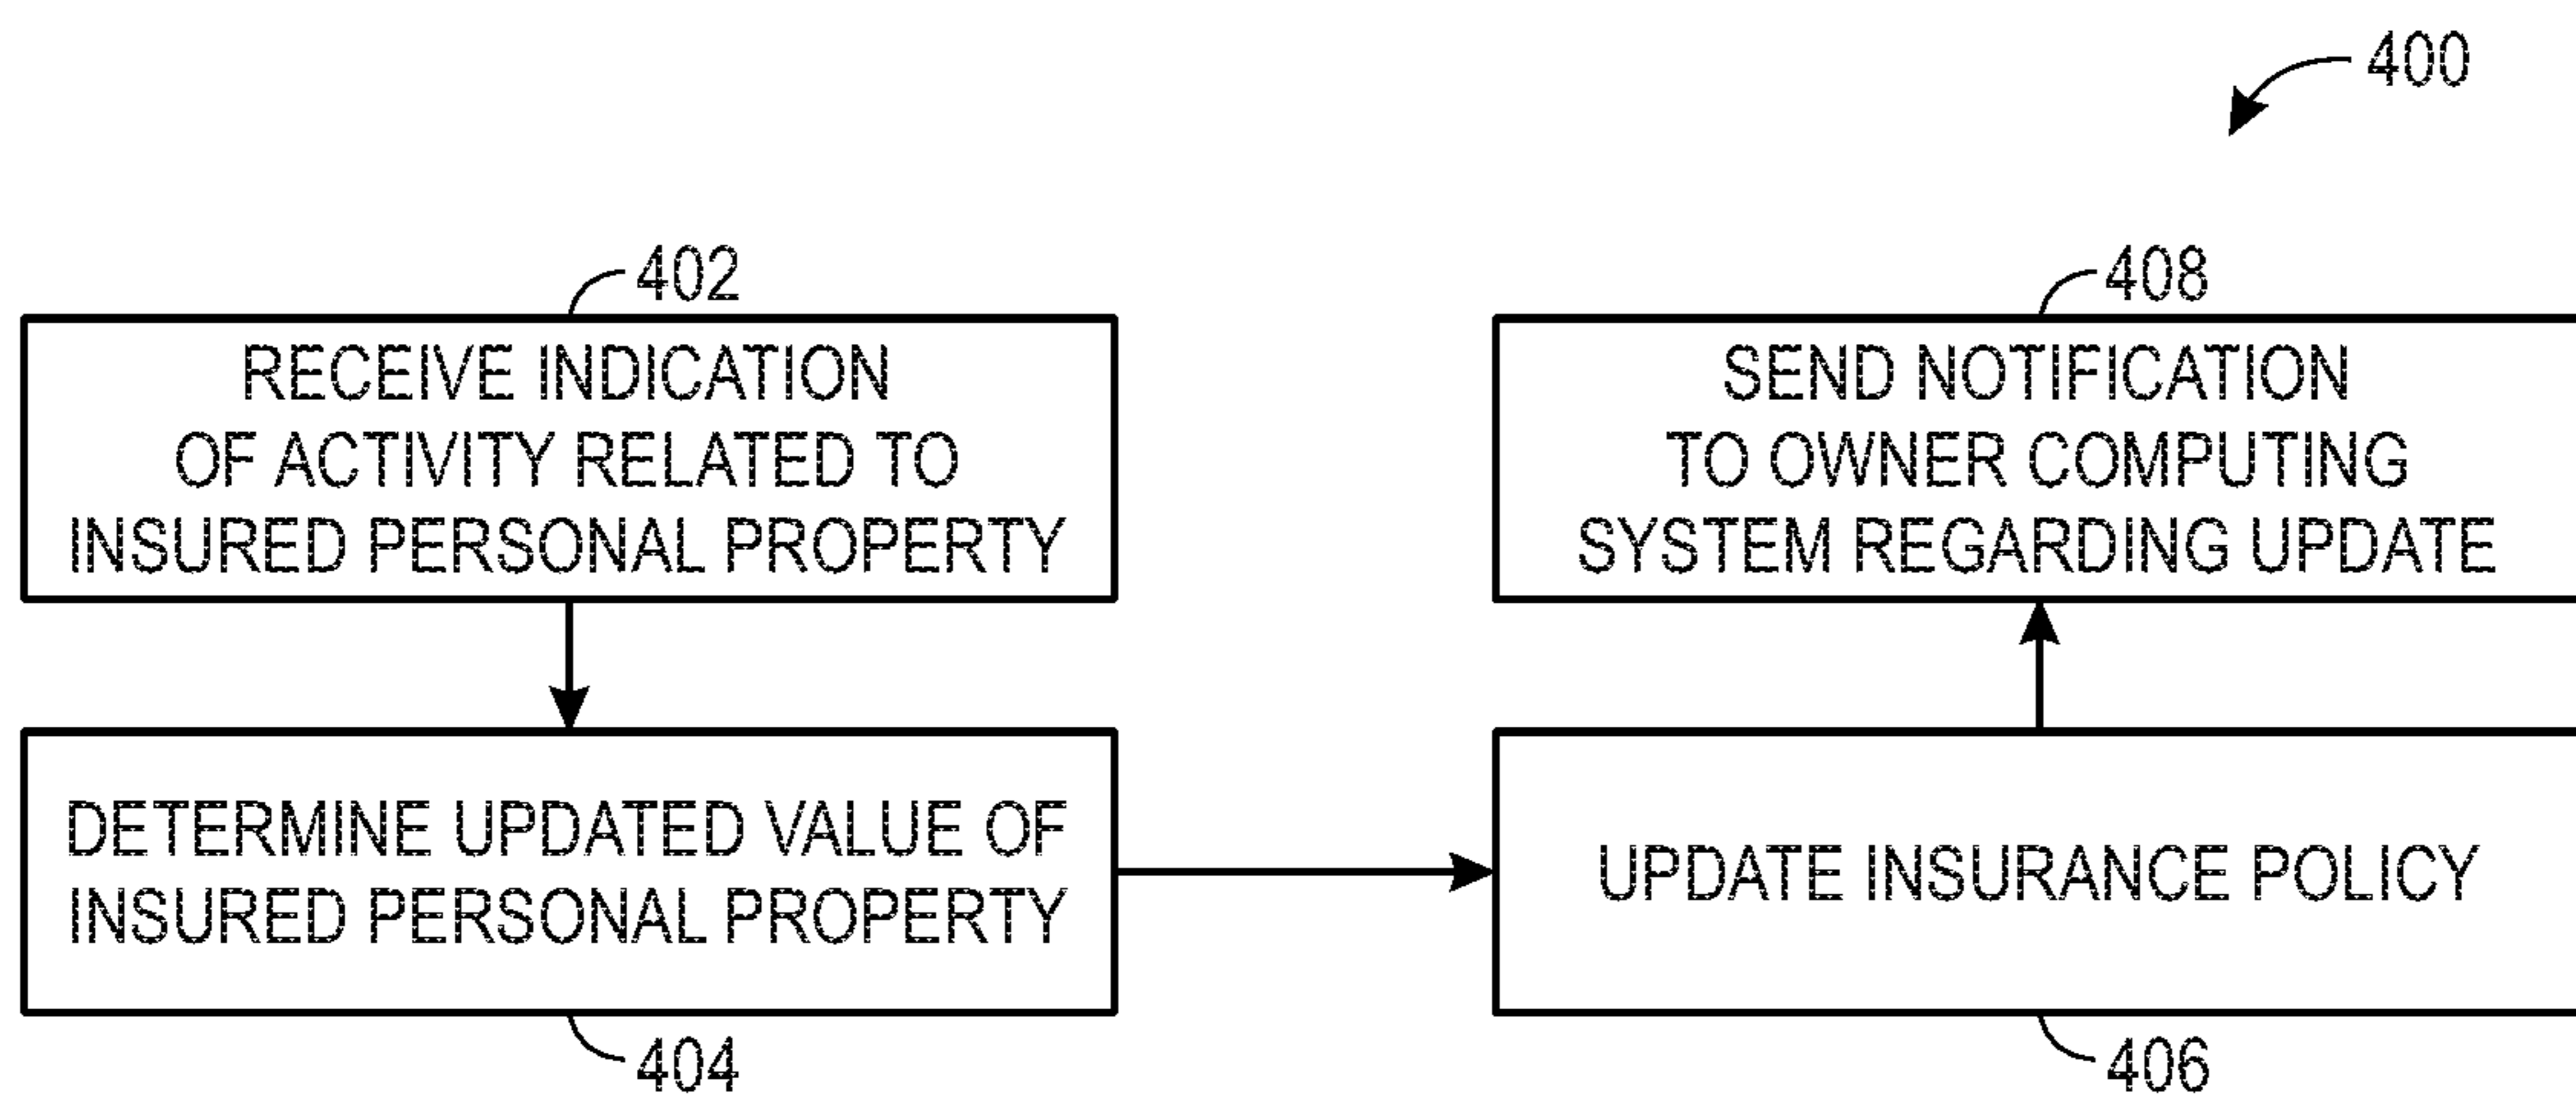 400
402
RECEIVE INDICATION
OF ACTIVITY RELATED TO
INSURED PERSONAL PROPERTY
408
SEND NOTIFICATION
TO OWNER COMPUTING
SYSTEM REGARDING UPDATE
DETERMINE UPDATED VALUE OF
INSURED PERSONAL PROPERTY
404
UPDATE INSURANCE POLICY
406